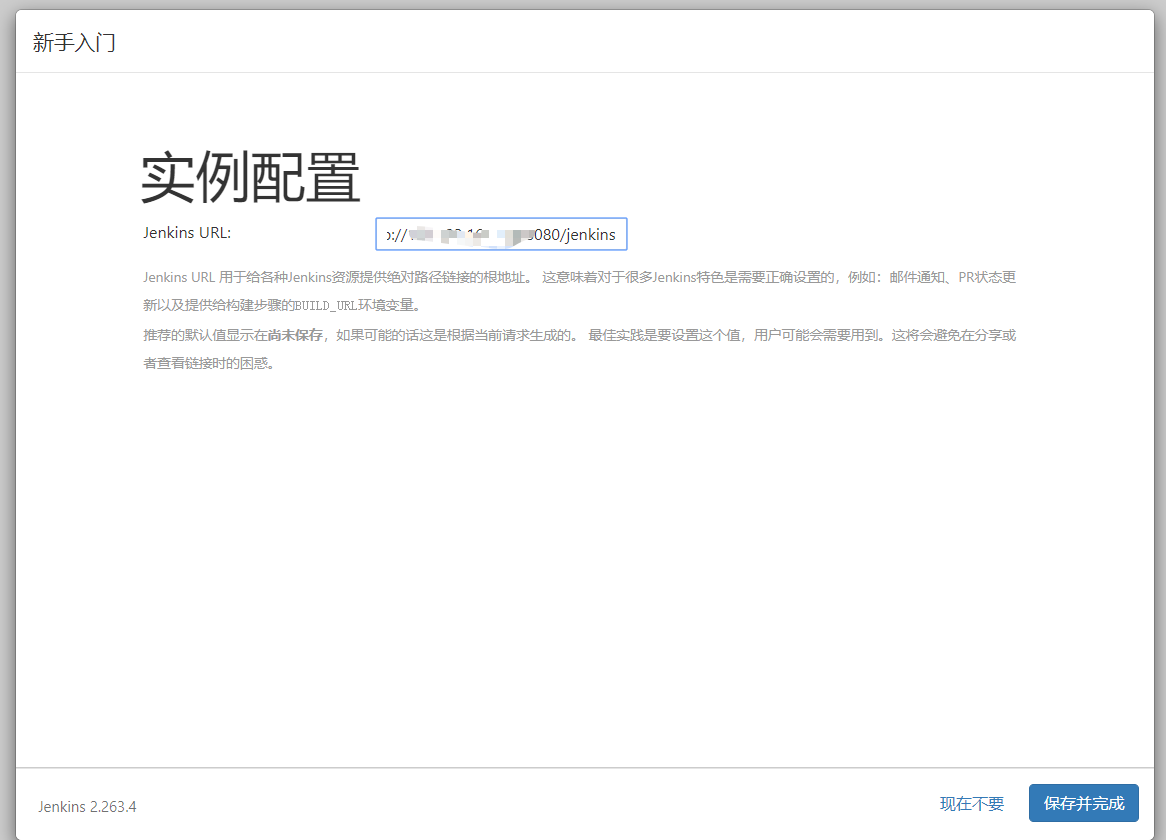 新手入门
实例配置
Jenkins URL:
://
080/jenkins
Jenkins URL 用于给各种Jenkins资源提供绝对路径链接的根地址。 这意味着对于很多Jenkins特色是需要正确设置的，例如：邮件通知、PR状态更
新以及提供给构建步骤的BUILD_URL环境变量。
推荐的默认值显示在尚未保存，如果可能的话这是根据当前请求生成的。 最佳实践是要设置这个值，用户可能会需要用到。这将会避免在分享或
者查看链接时的困惑。
Jenkins 2.263.4
现在不要
保存并完成